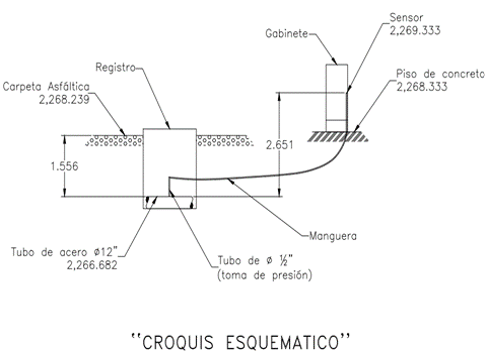 Sensor
2,269.333
Gabinete
Registro
Carpeta Asfáltica
2,268.239
Piso de concreto
2,268.333
2.651
1.556
Tubo de acero ø12"
2,266.682
Tubo de ø ½"
(toma de presión)
Manguera
"CROQUIS ESQUEMATICO"